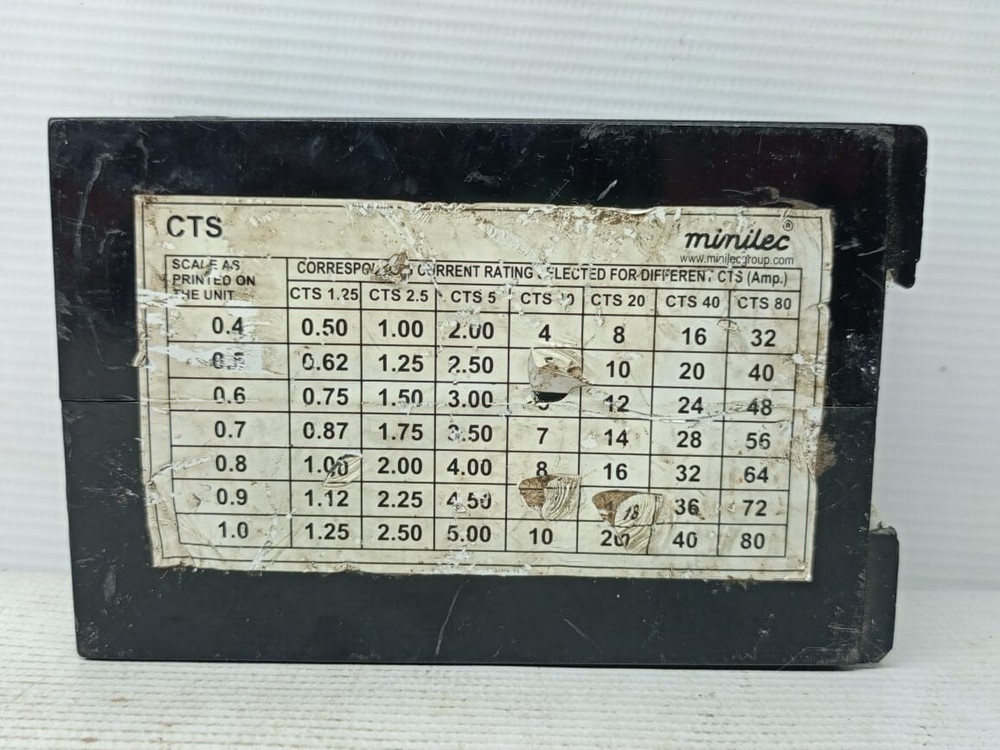 CTS
minilec®
www.minilecgroup.com
SCALE AS PRINTED ON THE UNIT
CURRENT RATING SELECTED FOR DIFFERENT CTS (Amp.)
CTS 1.25 CTS 2.5 CTS 5 CTS CTS 20 CTS 40 CTS 80
0.4 0.50 1.00 2.00 4 8 16 32
0.62 1.25 2.50 10 20 40
0.6 0.75 1.50 3.00 12 24 48
0.7 0.87 1.75 3.50 7 14 28 56
0.8 1.00 2.00 4.00 8 16 32 64
0.9 1.12 2.25 4.50 18 36 72
1.0 1.25 2.50 5.00 10 20 40 80